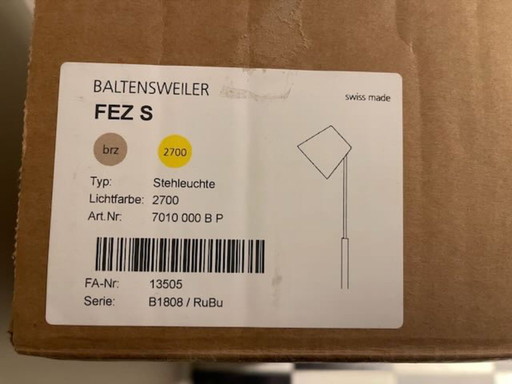 BALTENSWEILER
swiss made
FEZ S
brz 2700
Typ: Stehleuchte
Lichtfarbe: 2700
Art.Nr: 7010 000 B P
FA-Nr: 13505
Serie: B1808 / RuBu